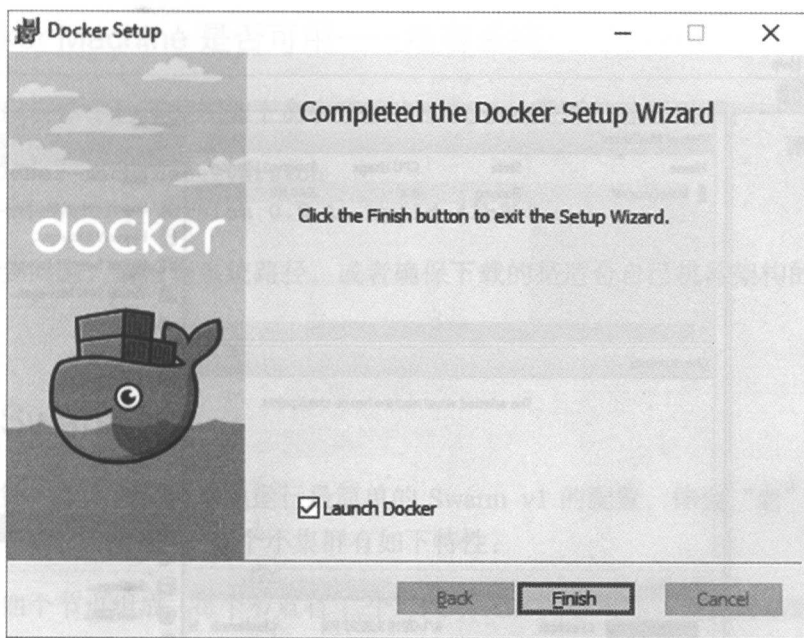 Docker Setup
Completed the Docker Setup Wizard
Click the Finish button to exit the Setup Wizard.
docker
Launch Docker
Back
Finish
Cancel